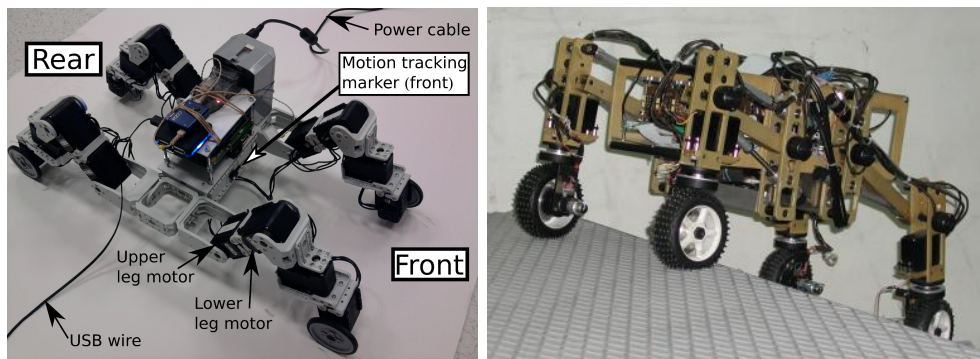 Power cable
Rear
Motion tracking
marker (front)
Upper
leg motor
Front
Lower
leg motor
USB wire